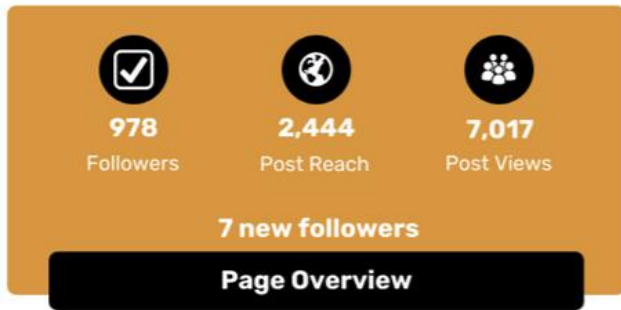 978 2,444 7,017
Followers Post Reach Post Views
7 new followers
Page Overview